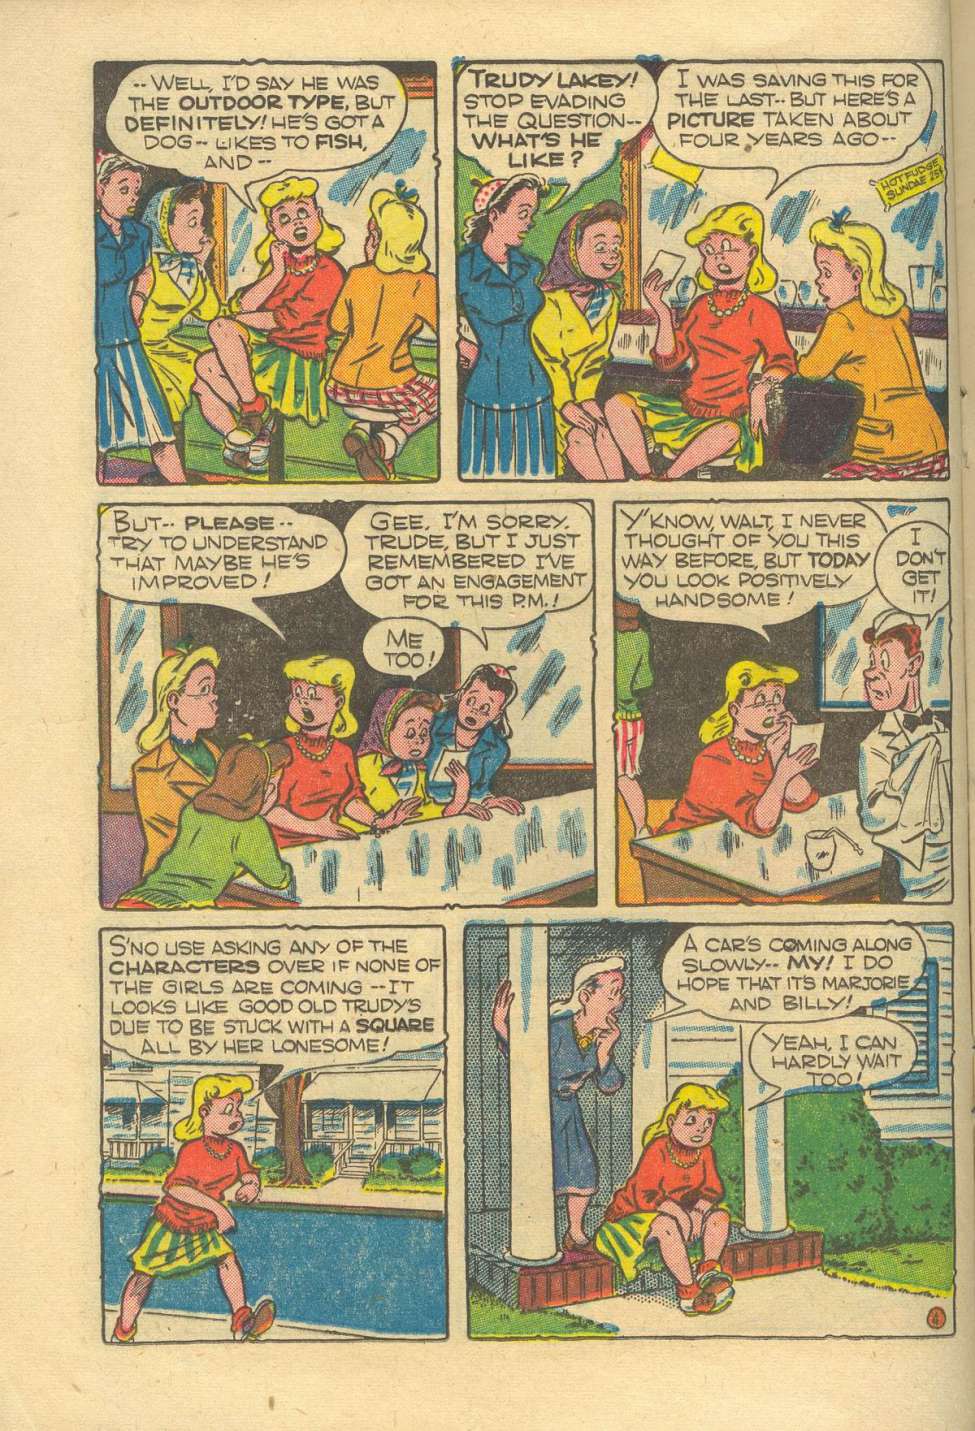 -- WELL, I'D SAY HE WAS
THE OUTDOOR TYPE, BUT
DEFINITELY! HE'S GOT A
DOG -- LIKES TO FISH,
AND --
TRUDY LAKEY!
STOP EVADING
THE QUESTION--
WHAT'S HE
LIKE?
I WAS SAVING THIS FOR
THE LAST-- BUT HERE'S A
PICTURE TAKEN ABOUT
FOUR YEARS AGO--
HOT FUDGE
SUNDAE 25¢
BUT-- PLEASE--
TRY TO UNDERSTAND
THAT MAYBE HE'S
IMPROVED!
GEE, I'M SORRY,
TRUDE, BUT I JUST
REMEMBERED I'VE
GOT AN ENGAGEMENT
FOR THIS P.M.!
ME
TOO!
Y'KNOW, WALT, I NEVER
THOUGHT OF YOU THIS
WAY BEFORE, BUT TODAY
YOU LOOK POSITIVELY
HANDSOME!
I
DON'T
GET
IT!
S'NO USE ASKING ANY OF THE
CHARACTERS OVER IF NONE OF
THE GIRLS ARE COMING -- IT
LOOKS LIKE GOOD OLD TRUDY'S
DUE TO BE STUCK WITH A SQUARE
ALL BY HER LONESOME!
A CAR'S COMING ALONG
SLOWLY-- MY! I DO
HOPE THAT IT'S MARJORIE
AND BILLY!
YEAH, I CAN
HARDLY WAIT
TOO!
4